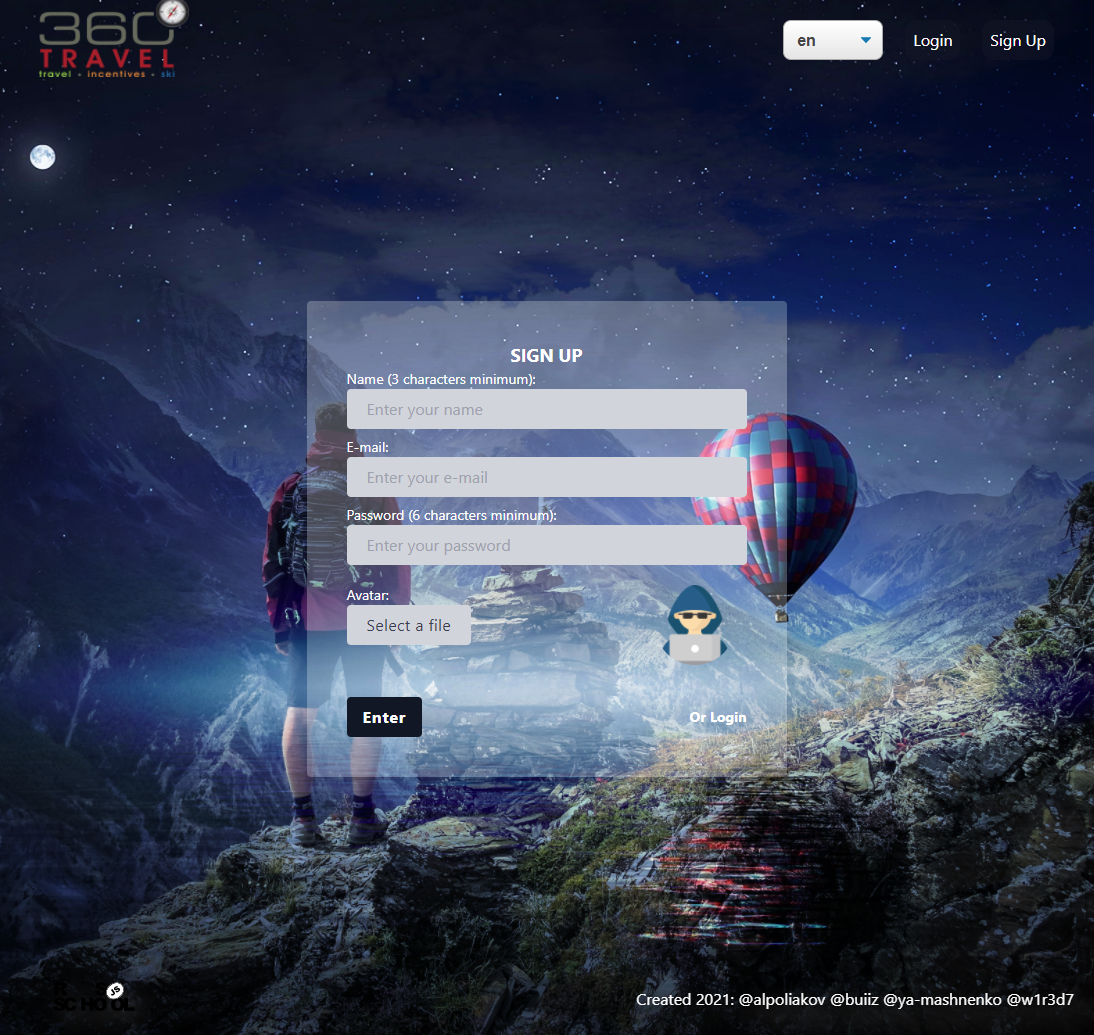 360
TRAVEL
travel • incentives • ski
en
Login
Sign Up
SIGN UP
Name (3 characters minimum):
Enter your name
E-mail:
Enter your e-mail
Password (6 characters minimum):
Enter your password
Avatar:
Select a file
Enter
Or Login
R S
SCHOOL
JS
Created 2021: @alpoliakov @buiiz @ya-mashnenko @w1r3d7